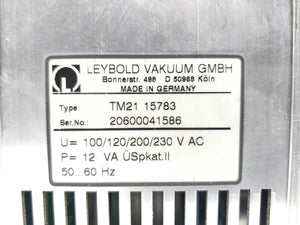 LEYBOLD VAKUUM GMBH
Bonnerstr. 498 D 50968 Köln
MADE IN GERMANY
Type: TM21 15783
Ser.No.: 20600041586
U= 100/120/200/230 V AC
P= 12 VA ÜSpkat.II
50...60 Hz